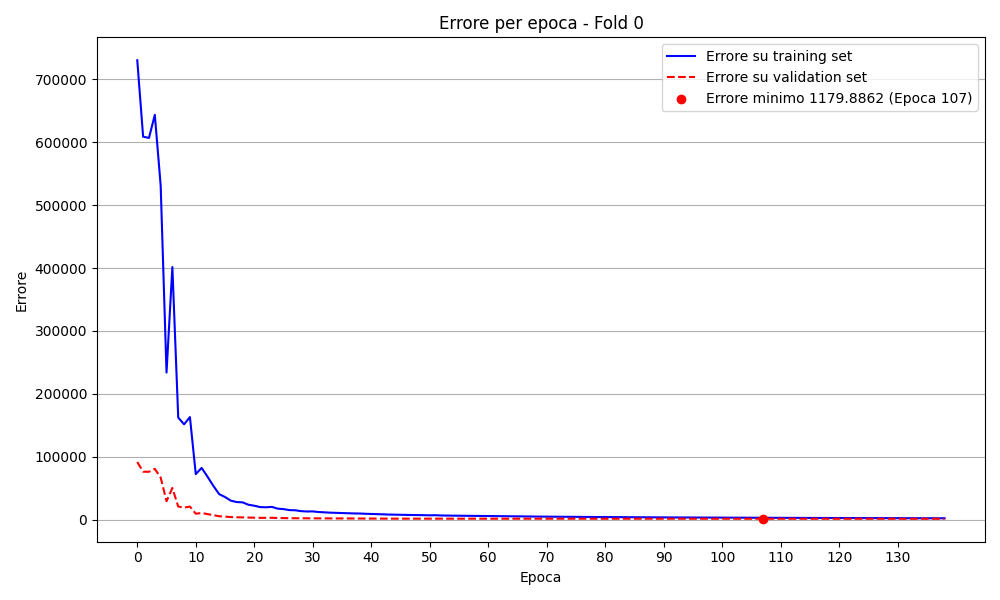 Errore per epoca - Fold 0
Errore su training set
Errore su validation set
Errore minimo 1179.8862 (Epoca 107)
700000
600000
500000
400000
300000
200000
100000
0
Errore
0 10 20 30 40 50 60 70 80 90 100 110 120 130
Epoca